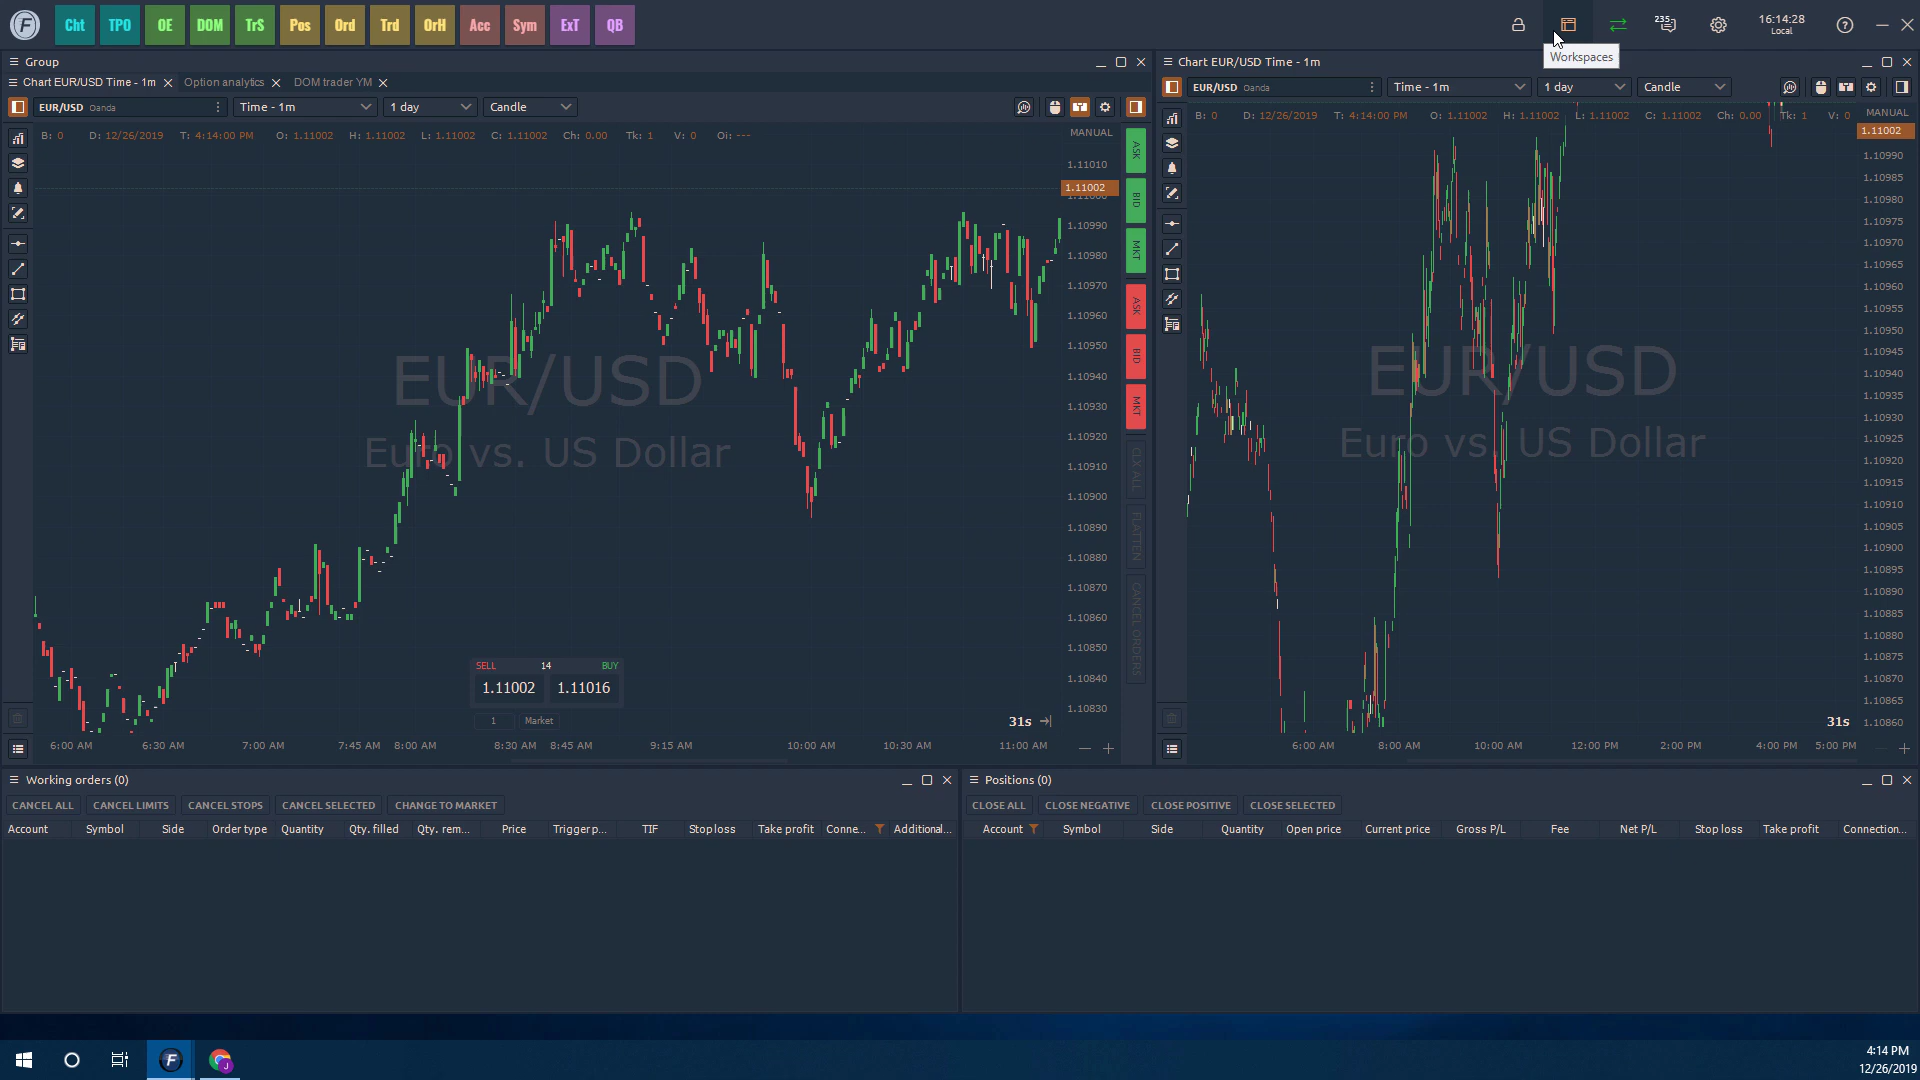 F Cht TPO OE DOM TrS Pos Ord Trd OrH Acc Sym ExT QB 235 16:14:28
Local
Workspaces
Group
Chart EUR/USD Time - 1m Option analytics DOM trader YM
EUR/USD Oanda Time - 1m 1 day Candle
B: 0 D: 12/26/2019 T: 4:14:00 PM O: 1.11002 H: 1.11002 L: 1.11002 C: 1.11002 Ch: 0.00 Tk: 1 V: 0 Oi: ---
MANUAL
1.11010
1.11002
1.11000
1.10990
1.10980
1.10970
1.10960
1.10950
1.10940
1.10930
1.10920
1.10910
1.10900
1.10890
1.10880
1.10870
1.10860
1.10850
1.10840
1.10830
EUR/USD
Euro vs. US Dollar
SELL 14 BUY
1.11002 1.11016
1 Market
31s
6:00 AM 6:30 AM 7:00 AM 7:45 AM 8:00 AM 8:30 AM 8:45 AM 9:15 AM 10:00 AM 10:30 AM 11:00 AM
ASK
BID
MKT
ASK
BID
MKT
CLX ALL
FLATTEN
CANCEL ORDERS
Chart EUR/USD Time - 1m
EUR/USD Oanda Time - 1m 1 day Candle
B: 0 D: 12/26/2019 T: 4:14:00 PM O: 1.11002 H: 1.11002 L: 1.11002 C: 1.11002 Ch: 0.00 Tk: 1 V: 0
MANUAL
1.11002
1.10990
1.10985
1.10980
1.10975
1.10970
1.10965
1.10960
1.10955
1.10950
1.10945
1.10940
1.10935
1.10930
1.10925
1.10920
1.10915
1.10910
1.10905
1.10900
1.10895
1.10890
1.10885
1.10880
1.10875
1.10870
1.10865
1.10860
EUR/USD
Euro vs. US Dollar
31s
6:00 AM 8:00 AM 10:00 AM 12:00 PM 2:00 PM 4:00 PM 5:00 PM
Working orders (0)
CANCEL ALL CANCEL LIMITS CANCEL STOPS CANCEL SELECTED CHANGE TO MARKET
Account Symbol Side Order type Quantity Qty. filled Qty. rem... Price Trigger p... TIF Stop loss Take profit Conne... Additional...
Positions (0)
CLOSE ALL CLOSE NEGATIVE CLOSE POSITIVE CLOSE SELECTED
Account Symbol Side Quantity Open price Current price Gross P/L Fee Net P/L Stop loss Take profit Connection...
F J
4:14 PM
12/26/2019